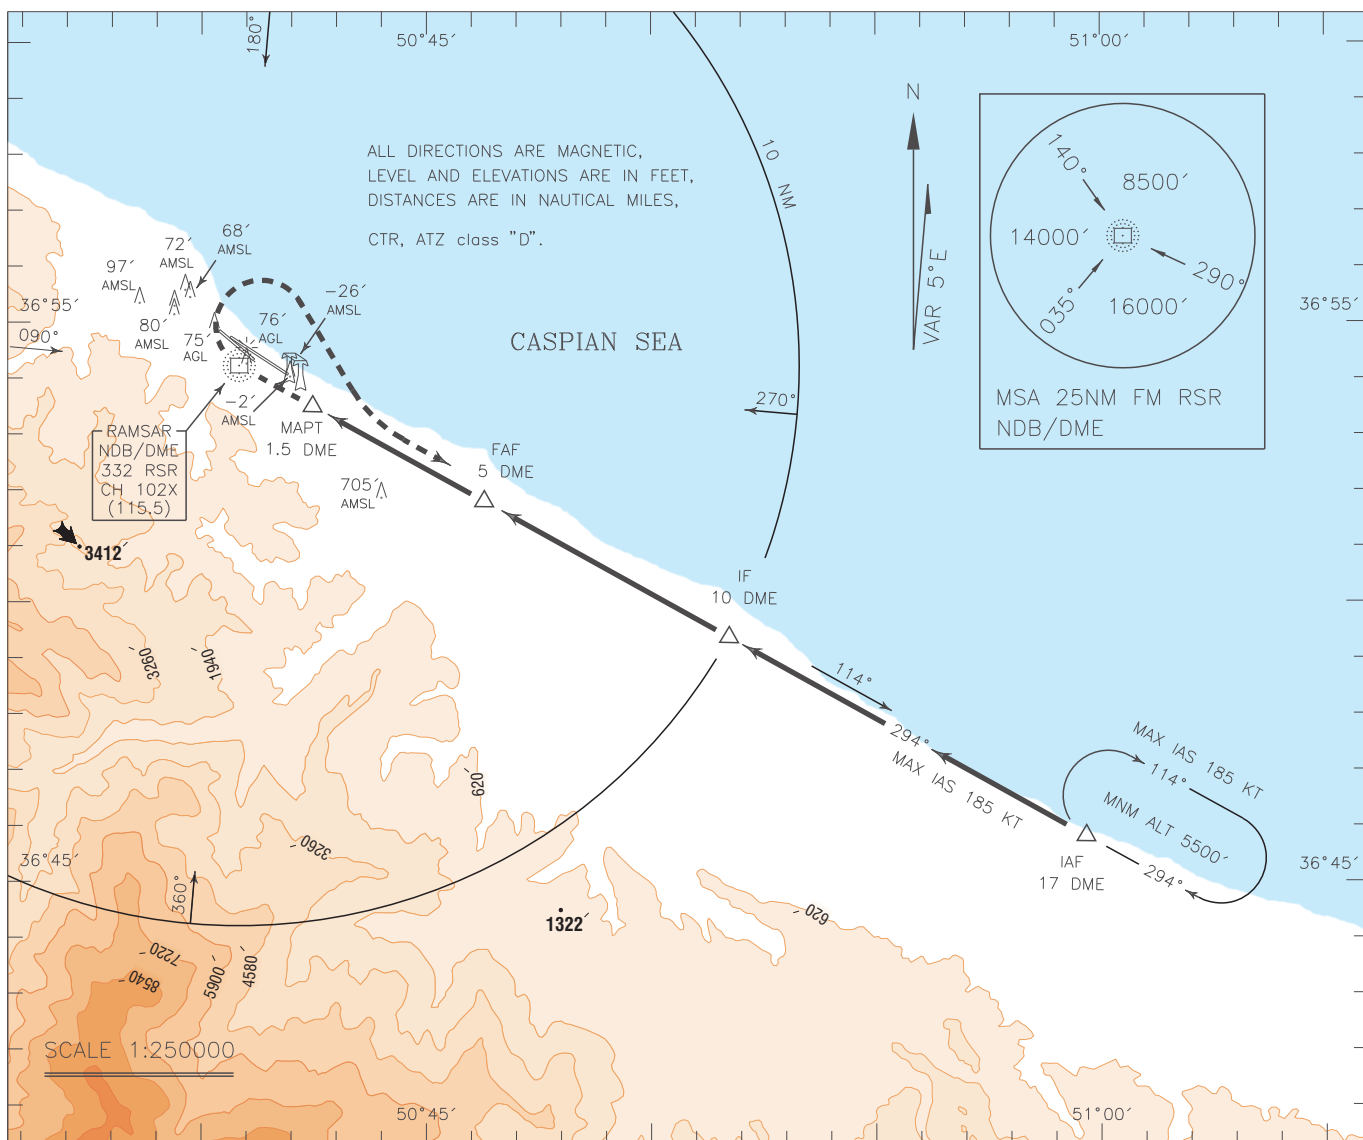 180°
50°45′
51°00′
N
VAR 5°E
10 NM
ALL DIRECTIONS ARE MAGNETIC,
LEVEL AND ELEVATIONS ARE IN FEET,
DISTANCES ARE IN NAUTICAL MILES,
CTR, ATZ class "D".
140°
8500′
14000′
290°
035°
16000′
MSA 25NM FM RSR
NDB/DME
68′
AMSL
72′
AMSL
97′
AMSL
80′
AMSL
36°55′
36°55′
-26′
AMSL
76′
AGL
75′
AGL
090°
CASPIAN SEA
270°
-2′
AMSL
MAPT
1.5 DME
RAMSAR
NDB/DME
332 RSR
CH 102X
(115.5)
FAF
5 DME
705′
AMSL
3412′
IF
10 DME
3260
1940
114°
294°
MAX IAS 185 KT
620
MAX IAS 185 KT
114°
MNM ALT 5500′
294°
IAF
17 DME
3260
36°45′
36°45′
360°
1322′
620
7220
8540
5900
4580
SCALE 1:250000
50°45′
51°00′